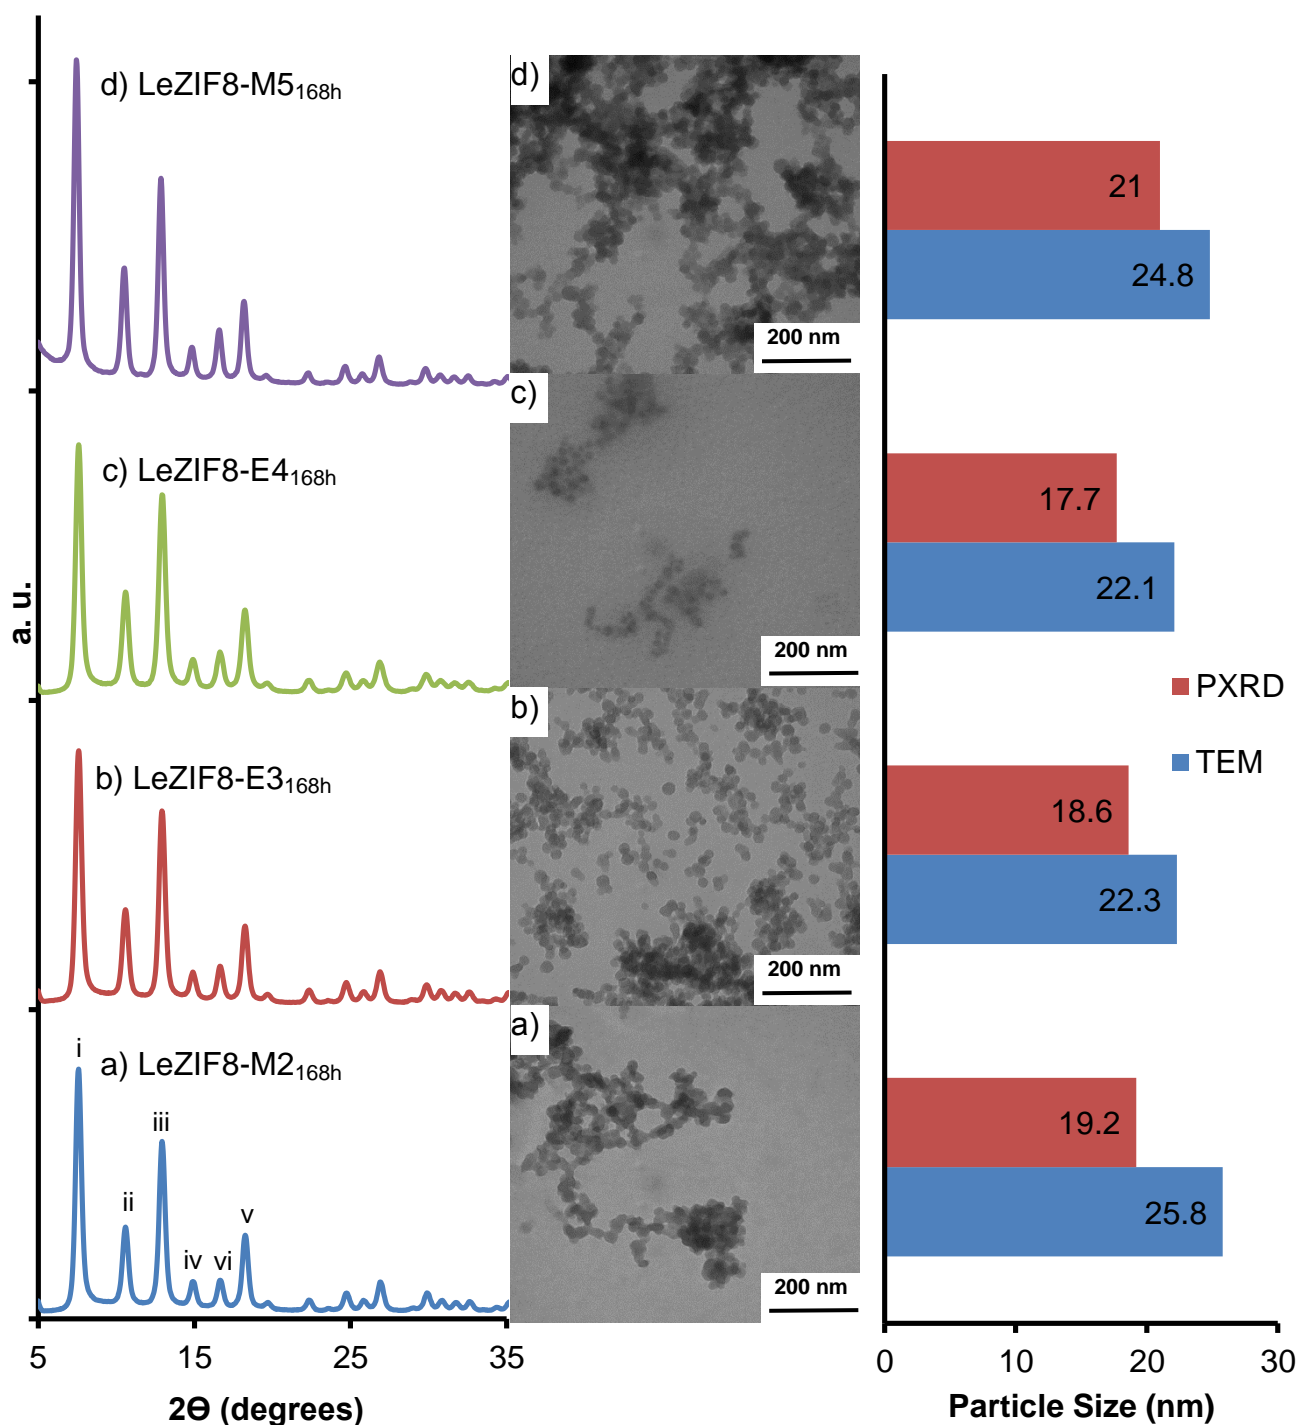 d) LeZIF8-M5168h
c) LeZIF8-E4168h
b) LeZIF8-E3168h
a) LeZIF8-M2168h
i
ii
iii
iv
vi
v
a. u.
5
15
25
35
2Ө (degrees)
d)
200 nm
c)
200 nm
b)
200 nm
a)
200 nm
21
24.8
17.7
22.1
18.6
22.3
19.2
25.8
PXRD
TEM
0
10
20
30
Particle Size (nm)